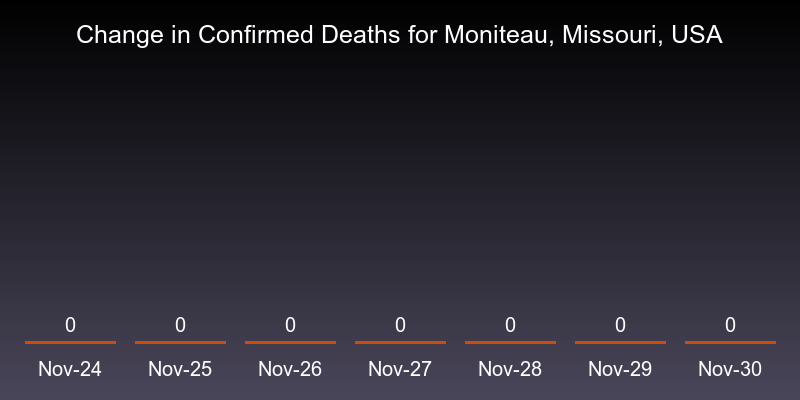 Change in Confirmed Deaths for Moniteau, Missouri, USA
0 0 0 0 0 0 0
Nov-24 Nov-25 Nov-26 Nov-27 Nov-28 Nov-29 Nov-30